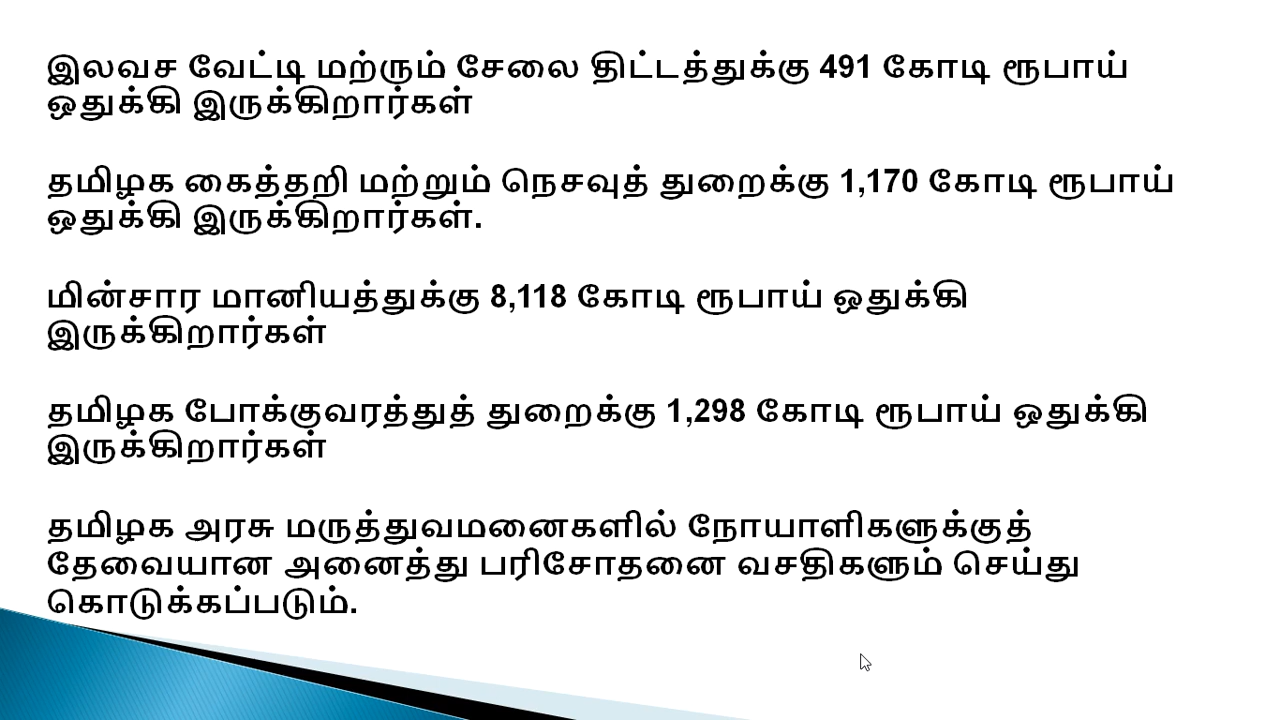 இலவச வேட்டி மற்ரும் சேலை திட்டத்துக்கு 491 கோடி ரூபாய்
ஒதுக்கி இருக்கிறார்கள்
தமிழக கைத்தறி மற்றும் நெசவுத் துறைக்கு 1,170 கோடி ரூபாய்
ஒதுக்கி இருக்கிறார்கள்.
மின்சார மானியத்துக்கு 8,118 கோடி ரூபாய் ஒதுக்கி
இருக்கிறார்கள்
தமிழக போக்குவரத்துத் துறைக்கு 1,298 கோடி ரூபாய் ஒதுக்கி
இருக்கிறார்கள்
தமிழக அரசு மருத்துவமனைகளில் நோயாளிகளுக்குத்
தேவையான அனைத்து பரிசோதனை வசதிகளும் செய்து
கொடுக்கப்படும்.